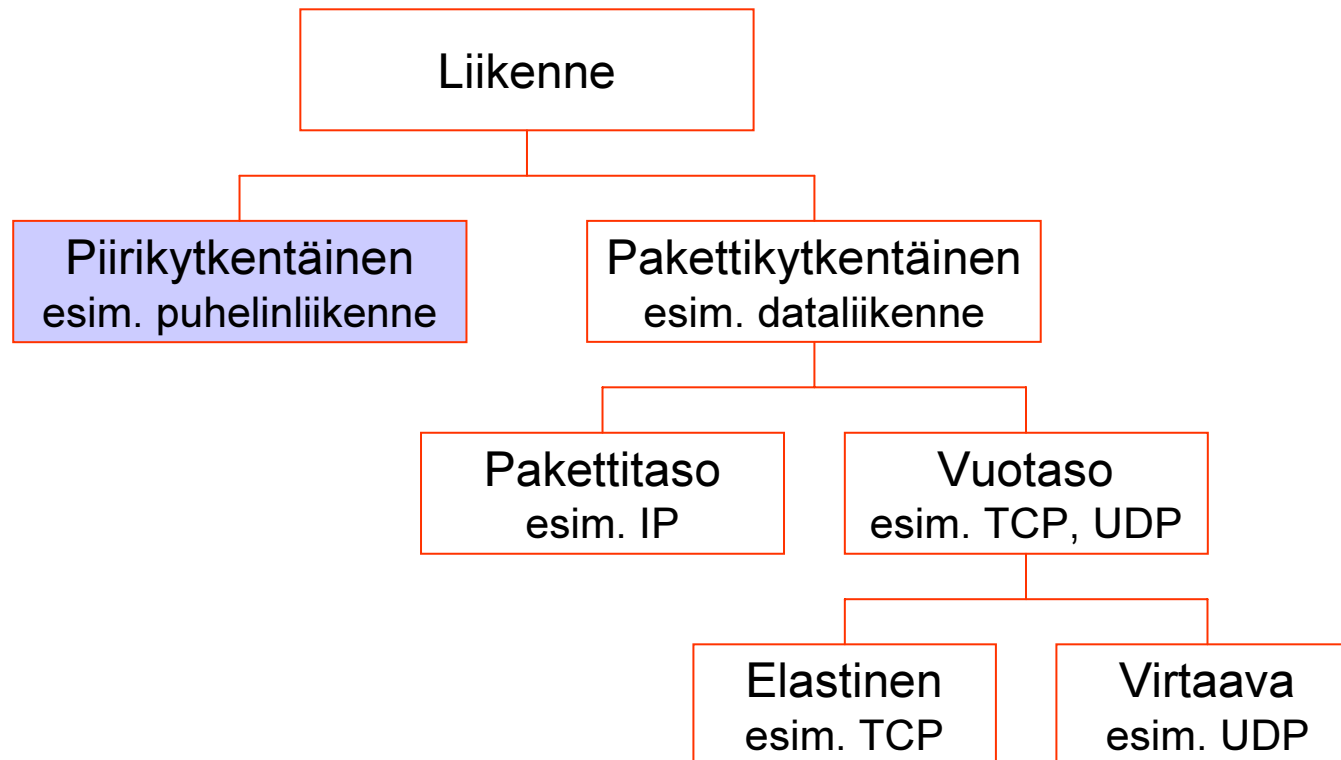 Liikenne
Piirikytkentäinen
esim. puhelinliikenne
Pakettikytkentäinen
esim. dataliikenne
Pakettitaso
esim. IP
Vuotaso
esim. TCP, UDP
Elastinen
esim. TCP
Virtaava
esim. UDP